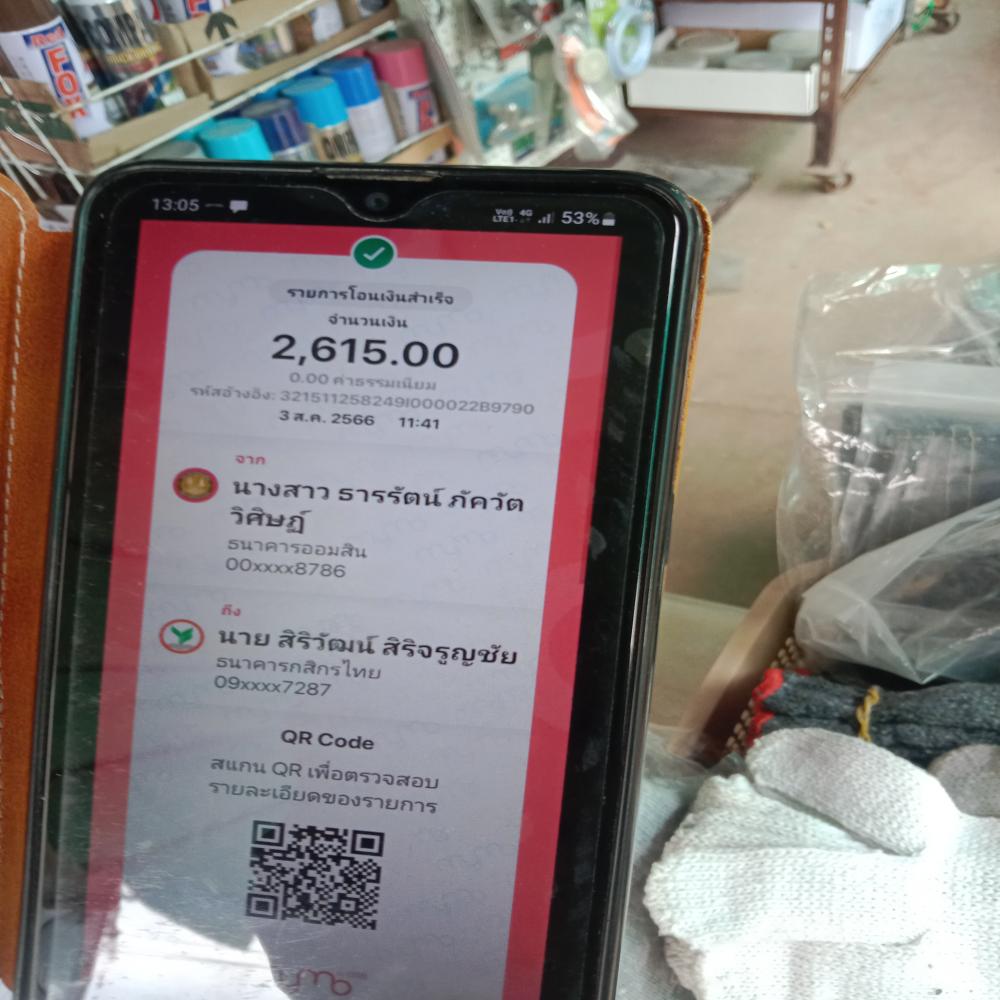 Red
FOX
13:05
Vo))
LTE1
4G
53%
รายการโอนเงินสำเร็จ
จำนวนเงิน
2,615.00
0.00 ค่าธรรมเนียม
รหัสอ้างอิง: 321511258249I000022B9790
3 ส.ค. 2566 11:41
จาก
นางสาว ธารรัตน์ ภัควัต
วิศิษฏ์
ธนาคารออมสิน
00xxxx8786
ถึง
นาย สิริวัฒน์ สิริจรูญชัย
ธนาคารกสิกรไทย
09xxxx7287
QR Code
สแกน QR เพื่อตรวจสอบ
รายละเอียดของรายการ